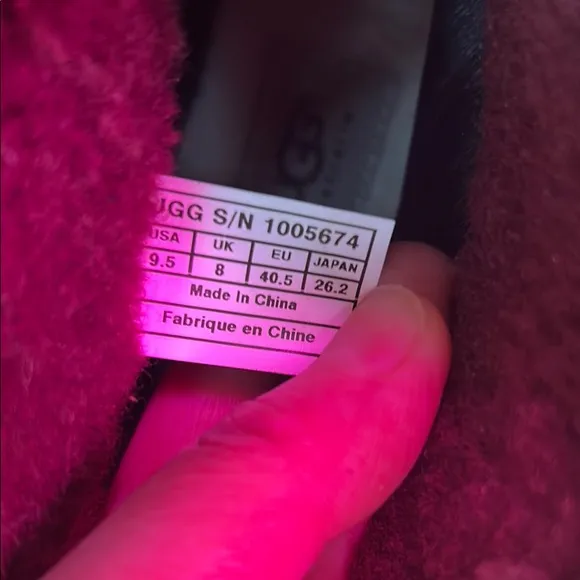 UGG S/N 1005674
USA UK EU JAPAN
9.5 8 40.5 26.2
Made In China
Fabrique en Chine